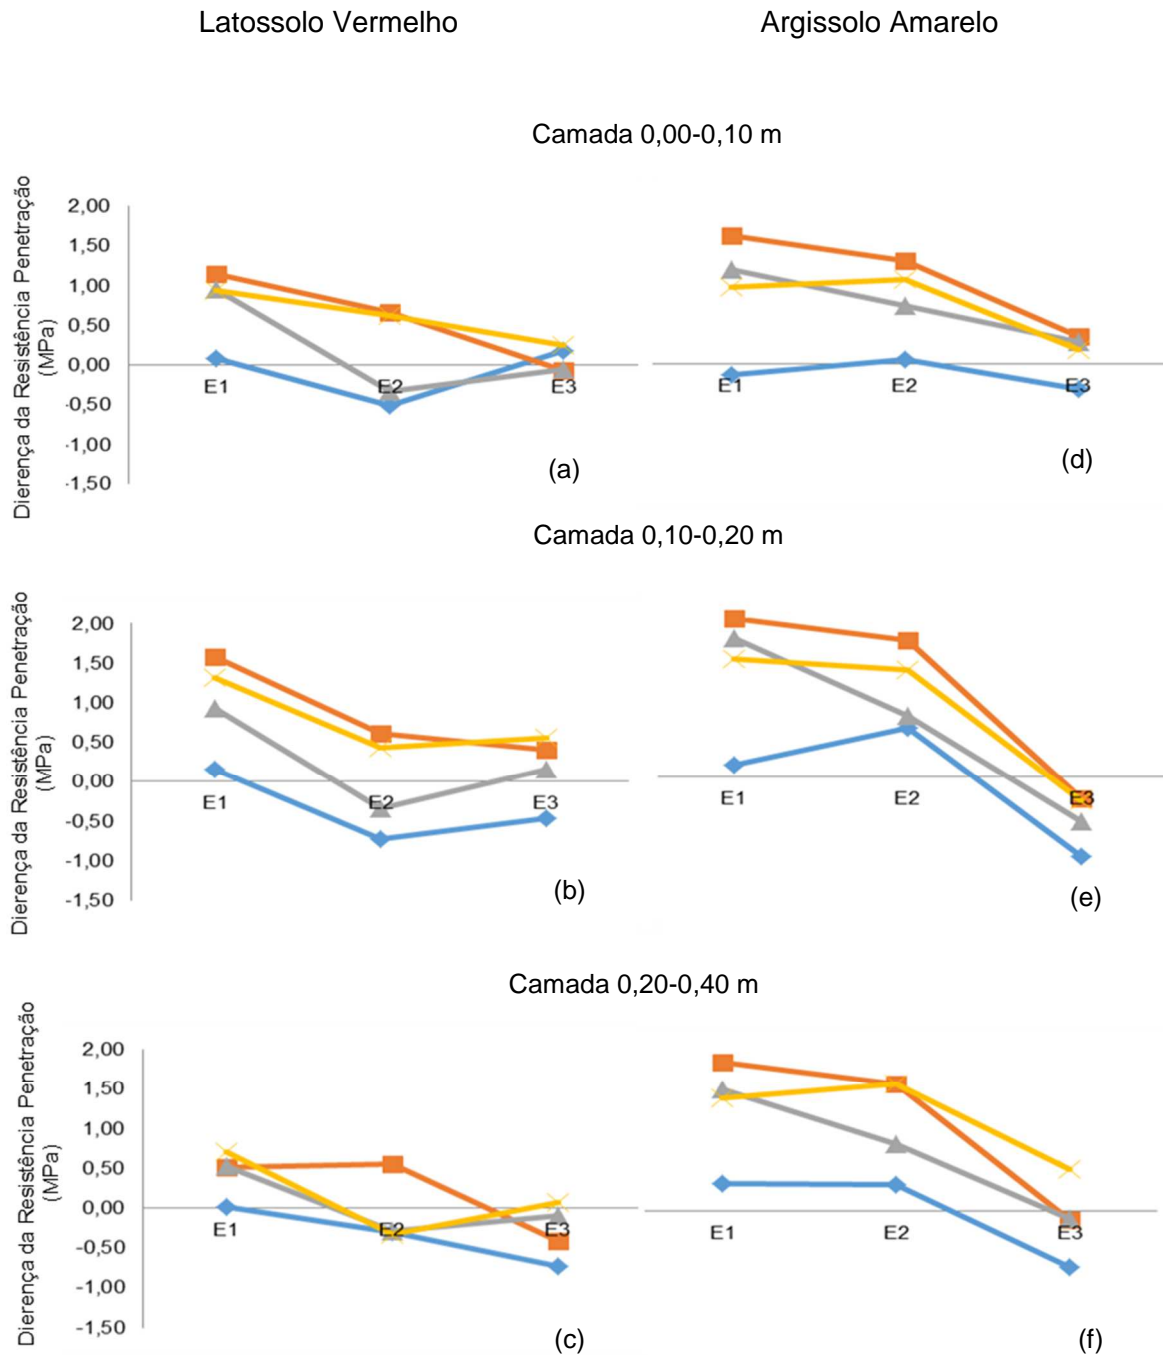 Latossolo Vermelho
Argissolo Amarelo
Camada 0,00-0,10 m
Dierença da Resistência Penetração
(MPa)
2,00
1,50
1,00
0,50
0,00
-0,50
-1,00
-1,50
E1
E2
E3
(a)
E1
E2
E3
(d)
Camada 0,10-0,20 m
Dierença da Resistência Penetração
(MPa)
2,00
1,50
1,00
0,50
0,00
-0,50
-1,00
-1,50
E1
E2
E3
(b)
E1
E2
E3
(e)
Camada 0,20-0,40 m
Dierença da Resistência Penetração
(MPa)
2,00
1,50
1,00
0,50
0,00
-0,50
-1,00
-1,50
E1
E2
E3
(c)
E1
E2
E3
(f)